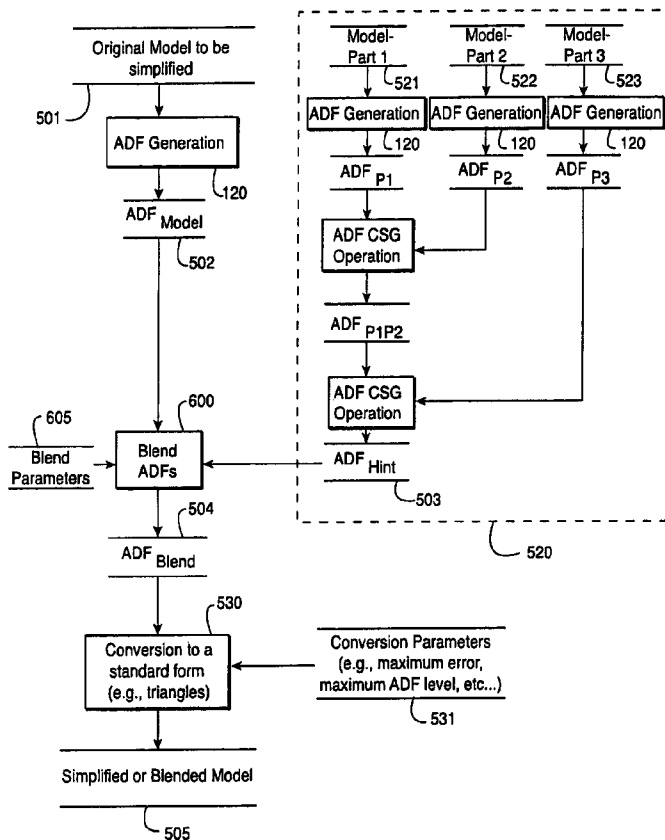 Original Model to be
simplified
501
ADF Generation
120
ADF Model
502
Model-
Part 1
521
Model-
Part 2
522
Model-
Part 3
523
ADF Generation
ADF Generation
ADF Generation
120
120
120
ADF P1
ADF P2
ADF P3
ADF CSG
Operation
ADF P1P2
ADF CSG
Operation
ADF Hint
503
520
605
Blend
Parameters
600
Blend
ADFs
504
ADF Blend
530
Conversion to a
standard form
(e.g., triangles)
Conversion Parameters
(e.g., maximum error,
maximum ADF level, etc...)
531
Simplified or Blended Model
505